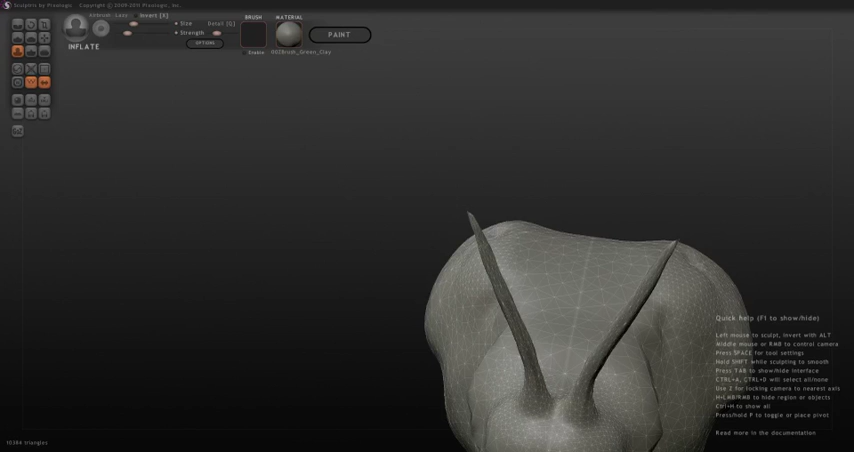 Sculptris by Pixologic Copyright © 2009-2011 Pixologic, Inc.
Airbrush Lazy Invert [X]
Size Detail [Q]
Strength
OPTIONS
INFLATE
BRUSH
Enable
MATERIAL
002Brush_Green_Clay
PAINT
Quick help (F1 to show/hide)
Left mouse to sculpt, invert with ALT
Middle mouse or RMB to control camera
Press SPACE for tool settings
Hold SHIFT while sculpting to smooth
Press TAB to show/hide interface
CTRL+A, CTRL+D will select all/none
Use Z for locking camera to nearest axis
H+LMB/RMB to hide region or objects
Ctrl+H to show all
Press/hold P to toggle or place pivot
Read more in the documentation
10384 triangles